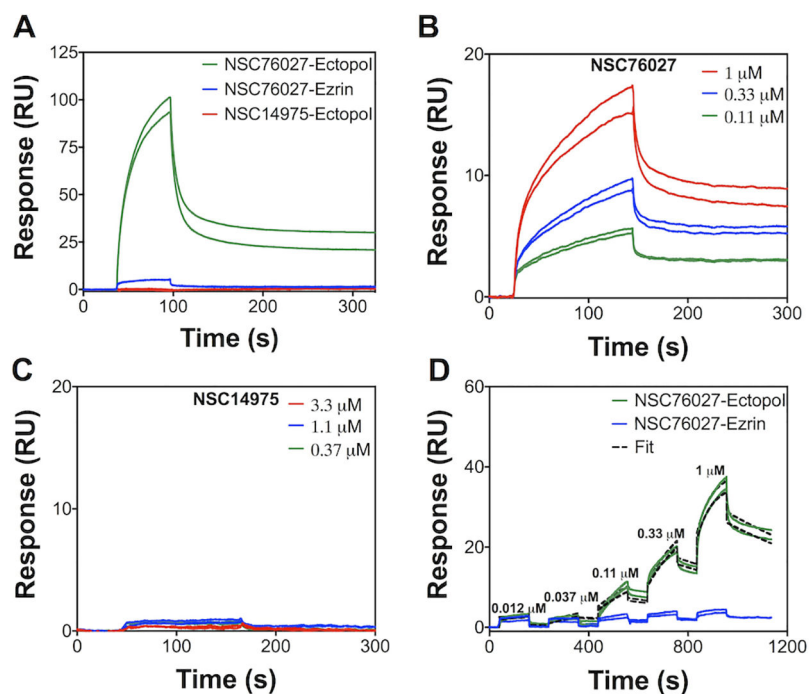 A
Response (RU)
125
100
75
50
25
0
NSC76027-Ectopol
NSC76027-Ezrin
NSC14975-Ectopol
0 100 200 300
Time (s)
B
Response (RU)
20
10
0
NSC76027
1 μM
0.33 μM
0.11 μM
0 100 200 300
Time (s)
C
Response (RU)
20
10
0
NSC14975
3.3 μM
1.1 μM
0.37 μM
0 100 200 300
Time (s)
D
Response (RU)
60
40
20
0
NSC76027-Ectopol
NSC76027-Ezrin
Fit
1 μM
0.33 μM
0.11 μM
0.037 μM
0.012 μM
0 400 800 1200
Time (s)